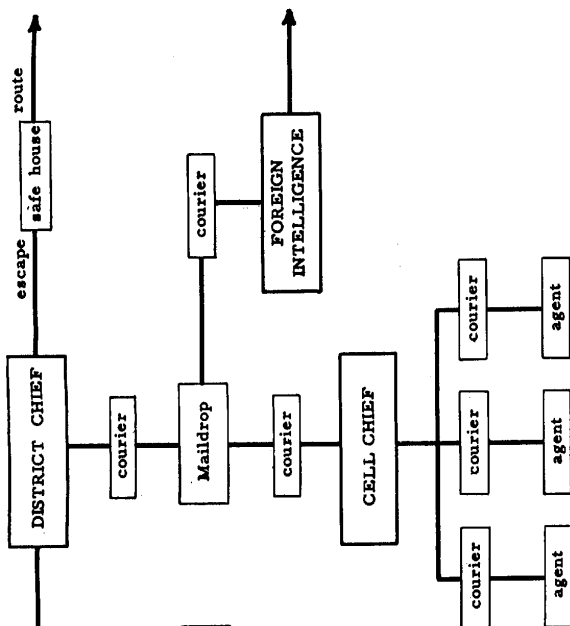 escape
safe house
route
DISTRICT CHIEF
courier
Maildrop
courier
FOREIGN
INTELLIGENCE
courier
CELL CHIEF
courier
courier
courier
agent
agent
agent